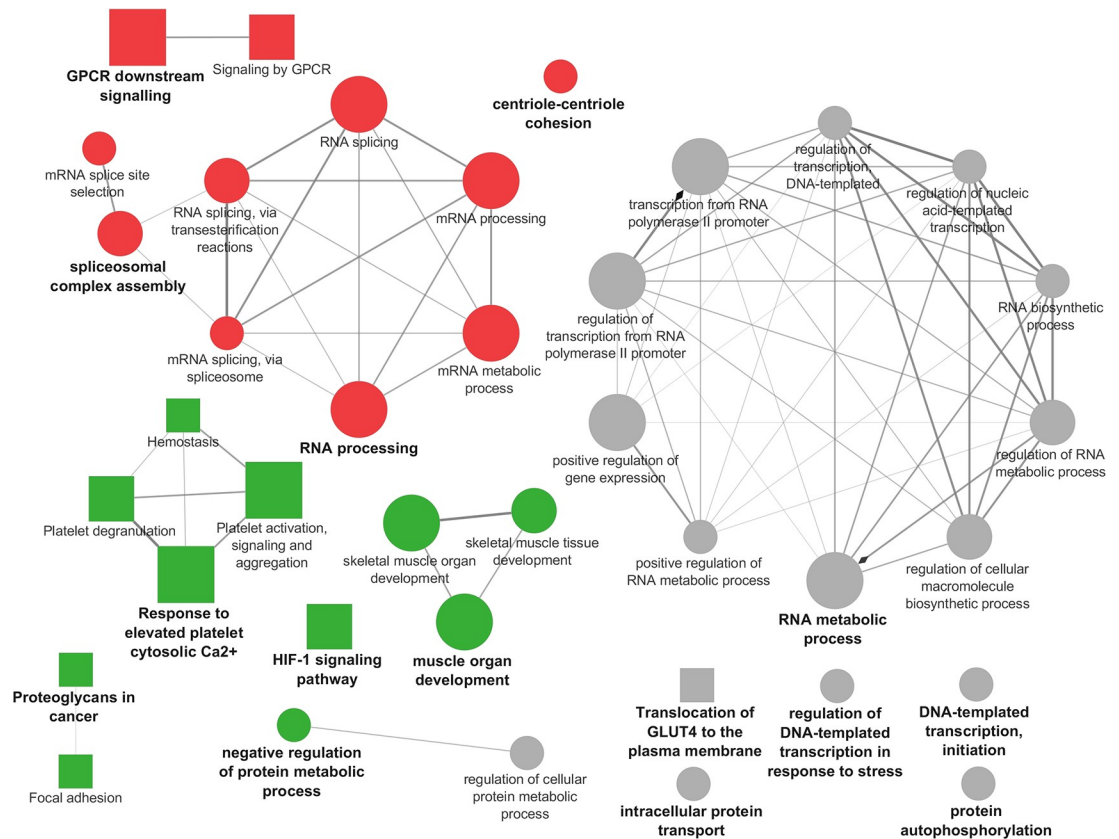 GPCR downstream
signalling
Signaling by GPCR
centriole-centriole
cohesion
RNA splicing
mRNA splice site
selection
RNA splicing, via
transesterification
reactions
mRNA processing
spliceosomal
complex assembly
mRNA splicing, via
spliceosome
mRNA metabolic
process
RNA processing
regulation of
transcription,
DNA-templated
transcription from RNA
polymerase II promoter
regulation of nucleic
acid-templated
transcription
RNA biosynthetic
process
regulation of
transcription from RNA
polymerase II promoter
positive regulation of
gene expression
regulation of RNA
metabolic process
positive regulation of
RNA metabolic process
regulation of cellular
macromolecule
biosynthetic process
RNA metabolic
process
Hemostasis
Platelet degranulation
Platelet activation,
signaling and
aggregation
Response to
elevated platelet
cytosolic Ca2+
skeletal muscle organ
development
skeletal muscle tissue
development
muscle organ
development
HIF-1 signaling
pathway
Proteoglycans in
cancer
Focal adhesion
negative regulation
of protein metabolic
process
regulation of cellular
protein metabolic
process
Translocation of
GLUT4 to the
plasma membrane
regulation of
DNA-templated
transcription in
response to stress
DNA-templated
transcription,
initiation
intracellular protein
transport
protein
autophosphorylation